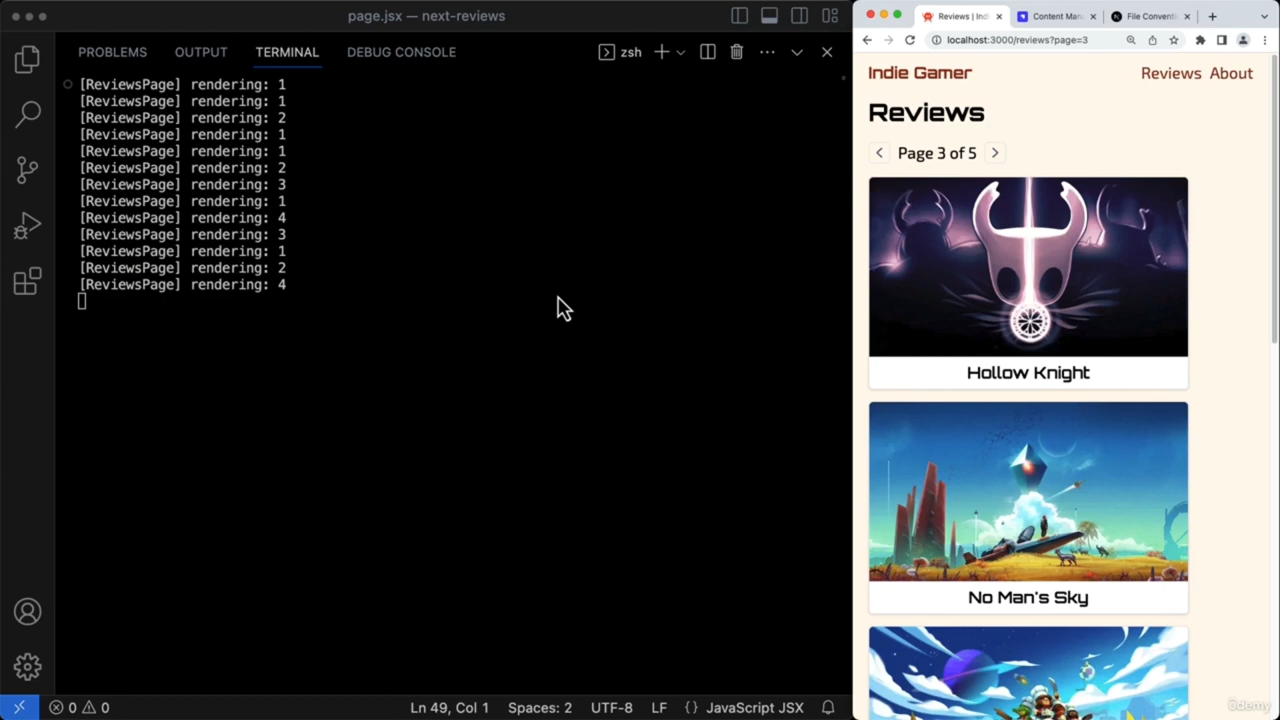 page.jsx — next-reviews
PROBLEMS OUTPUT TERMINAL DEBUG CONSOLE
zsh
[ReviewsPage] rendering: 1
[ReviewsPage] rendering: 1
[ReviewsPage] rendering: 2
[ReviewsPage] rendering: 1
[ReviewsPage] rendering: 1
[ReviewsPage] rendering: 2
[ReviewsPage] rendering: 3
[ReviewsPage] rendering: 1
[ReviewsPage] rendering: 4
[ReviewsPage] rendering: 3
[ReviewsPage] rendering: 1
[ReviewsPage] rendering: 2
[ReviewsPage] rendering: 4
0 0
Ln 49, Col 1 Spaces: 2 UTF-8 LF {} JavaScript JSX
Reviews | Indi
Content Man
File Conventi
localhost:3000/reviews?page=3
Indie Gamer
Reviews About
Reviews
Page 3 of 5
Hollow Knight
No Man's Sky
ûdemy